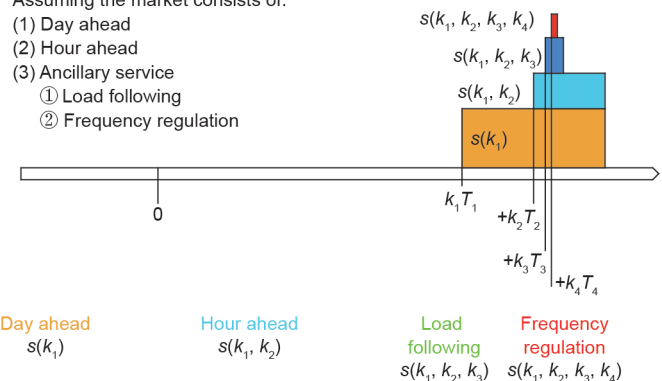 Assuming the market consists of:
(1) Day ahead
(2) Hour ahead
(3) Ancillary service
① Load following
② Frequency regulation
s(k₁, k₂, k₃, k₄)
s(k₁, k₂, k₃)
s(k₁, k₂)
s(k₁)
0
k₁T₁
+k₂T₂
+k₃T₃
+k₄T₄
Day ahead
s(k₁)
Hour ahead
s(k₁, k₂)
Load
following
s(k₁, k₂, k₃)
Frequency
regulation
s(k₁, k₂, k₃, k₄)